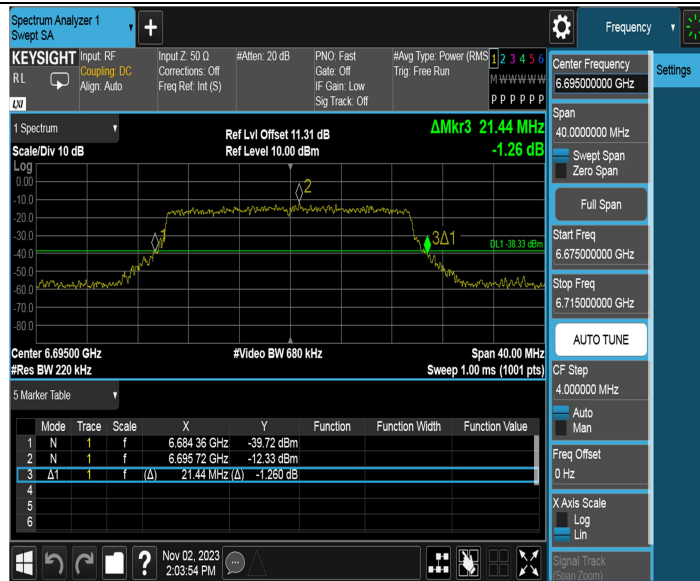 Spectrum Analyzer 1
Swept SA
Frequency
KEYSIGHT
RL
LXI
Input: RF
Coupling: DC
Align: Auto
Input Z: 50 Ω
Corrections: Off
Freq Ref: Int (S)
#Atten: 20 dB
PNO: Fast
Gate: Off
IF Gain: Low
Sig Track: Off
#Avg Type: Power (RMS
Trig: Free Run
1 2 3 4 5 6
M W W W W W
P P P P P P
1 Spectrum
Scale/Div 10 dB
Ref Lvl Offset 11.31 dB
Ref Level 10.00 dBm
ΔMkr3 21.44 MHz
-1.26 dB
Log
0.00
-10.0
-20.0
-30.0
-40.0
-50.0
-60.0
-70.0
-80.0
1
2
3Δ1
DL1 -38.33 dBm
Center 6.69500 GHz
#Res BW 220 kHz
#Video BW 680 kHz
Span 40.00 MHz
Sweep 1.00 ms (1001 pts)
5 Marker Table
Mode Trace Scale X Y Function Function Width Function Value
1 N 1 f 6.684 36 GHz -39.72 dBm
2 N 1 f 6.695 72 GHz -12.33 dBm
3 Δ1 1 f (Δ) 21.44 MHz (Δ) -1.260 dB
4
5
6
Nov 02, 2023
2:03:54 PM
Center Frequency
6.695000000 GHz
Settings
Span
40.0000000 MHz
Swept Span
Zero Span
Full Span
Start Freq
6.675000000 GHz
Stop Freq
6.715000000 GHz
AUTO TUNE
CF Step
4.000000 MHz
Auto
Man
Freq Offset
0 Hz
X Axis Scale
Log
Lin
Signal Track
(Span Zoom)